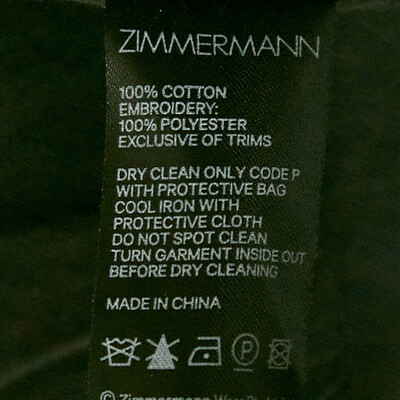 ZIMMERMANN
100% COTTON
EMBROIDERY:
100% POLYESTER
EXCLUSIVE OF TRIMS
DRY CLEAN ONLY CODE P
WITH PROTECTIVE BAG
COOL IRON WITH
PROTECTIVE CLOTH
DO NOT SPOT CLEAN
TURN GARMENT INSIDE OUT
BEFORE DRY CLEANING
MADE IN CHINA
P
© Zimmermann